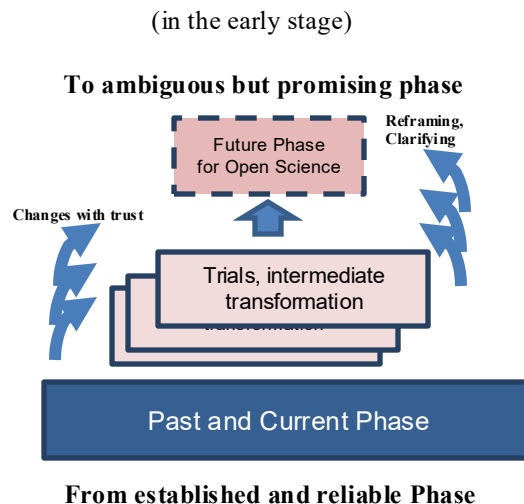 (in the early stage)
To ambiguous but promising phase
Reframing,
Clarifying
Future Phase
for Open Science
Changes with trust
Trials, intermediate
transformation
transformation
Past and Current Phase
From established and reliable Phase